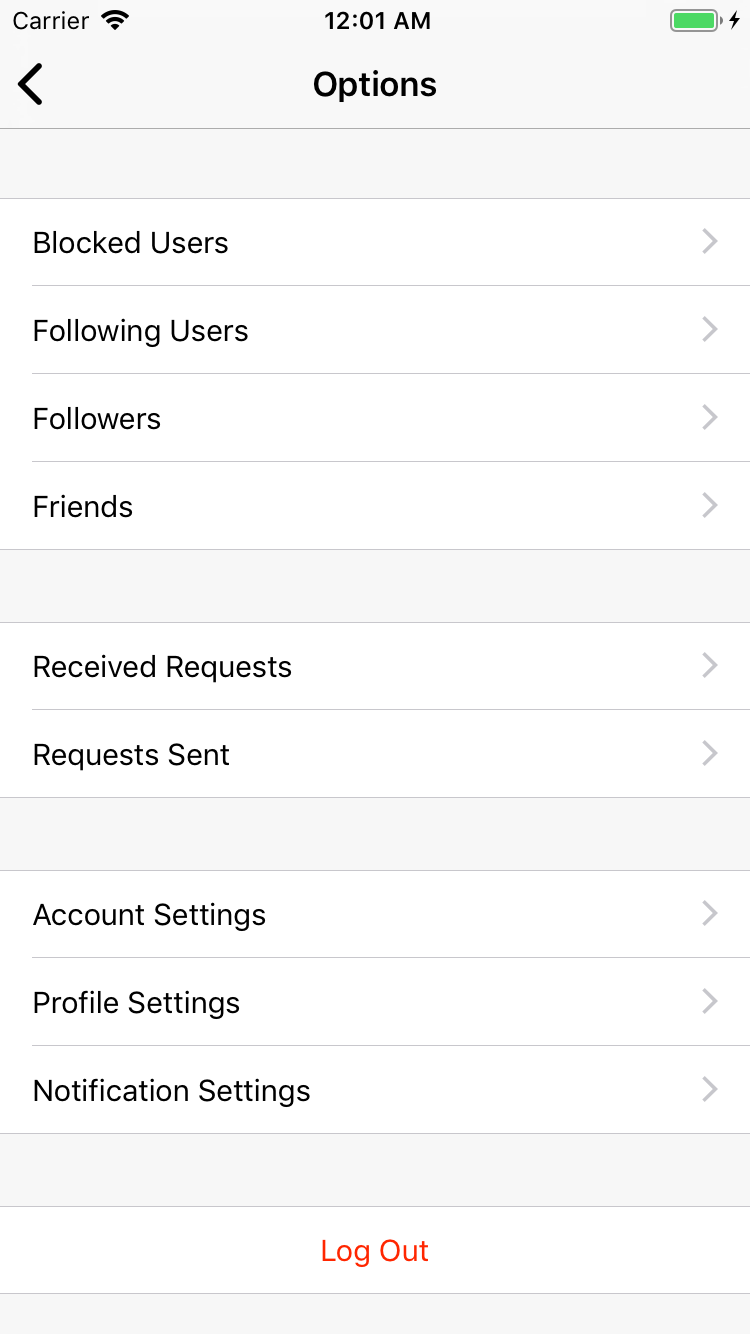 Carrier 12:01 AM
Options
Blocked Users
Following Users
Followers
Friends
Received Requests
Requests Sent
Account Settings
Profile Settings
Notification Settings
Log Out